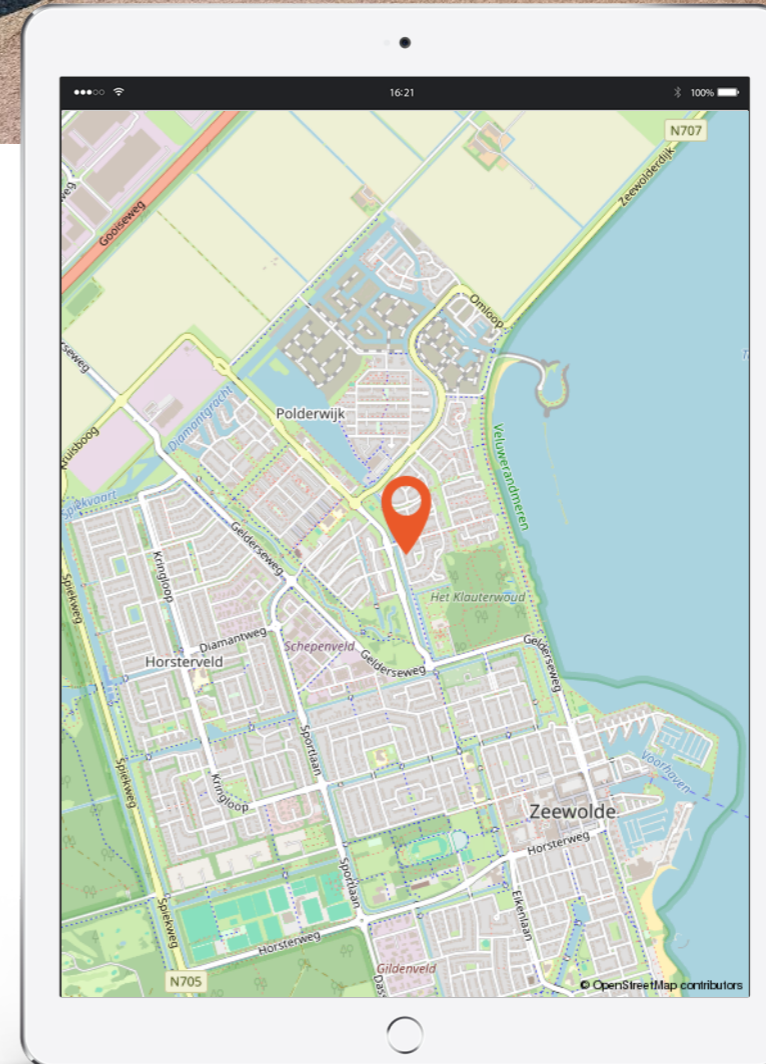 16:21
100%
N707
Zeewolderdijk
Gooiseweg
Omloop
Polderwijk
Diamantgracht
Kruisboog
Spiekvaart
Veluwerandmeren
Gelderseweg
Kringloop
Spiekweg
Het Klauterwoud
Diamantweg
Schepenveld
Horsterveld
Gelderseweg
Gelderseweg
Sportlaan
Voorhaven
Spiekweg
Kringloop
Zeewolde
Horsterweg
Sportlaan
Eikenlaan
Spiekweg
Horsterweg
Gildenveld
N705
© OpenStreetMap contributors